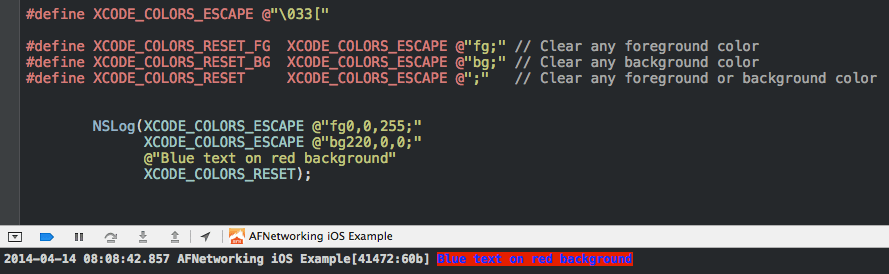 #define XCODE_COLORS_ESCAPE @"\033["
#define XCODE_COLORS_RESET_FG  XCODE_COLORS_ESCAPE @"fg;" // Clear any foreground color
#define XCODE_COLORS_RESET_BG  XCODE_COLORS_ESCAPE @"bg;" // Clear any background color
#define XCODE_COLORS_RESET     XCODE_COLORS_ESCAPE @";"   // Clear any foreground or background color
NSLog(XCODE_COLORS_ESCAPE @"fg0,0,255;"
XCODE_COLORS_ESCAPE @"bg220,0,0;"
@"Blue text on red background"
XCODE_COLORS_RESET);
AFNetworking iOS Example
2014-04-14 08:08:42.857 AFNetworking iOS Example[41472:60b] Blue text on red background